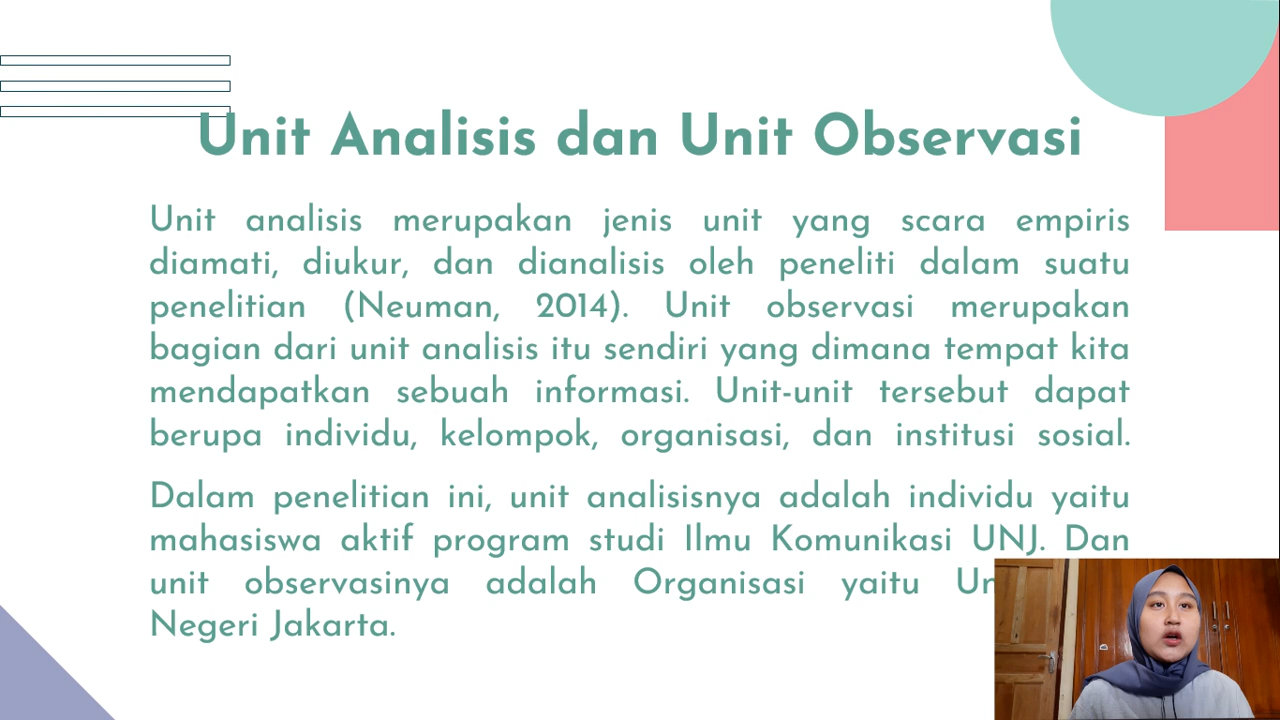 Unit Analisis dan Unit Observasi
Unit analisis merupakan jenis unit yang scara empiris
diamati, diukur, dan dianalisis oleh peneliti dalam suatu
penelitian (Neuman, 2014). Unit observasi merupakan
bagian dari unit analisis itu sendiri yang dimana tempat kita
mendapatkan sebuah informasi. Unit-unit tersebut dapat
berupa individu, kelompok, organisasi, dan institusi sosial.
Dalam penelitian ini, unit analisisnya adalah individu yaitu
mahasiswa aktif program studi Ilmu Komunikasi UNJ. Dan
unit observasinya adalah Organisasi yaitu
Negeri Jakarta.